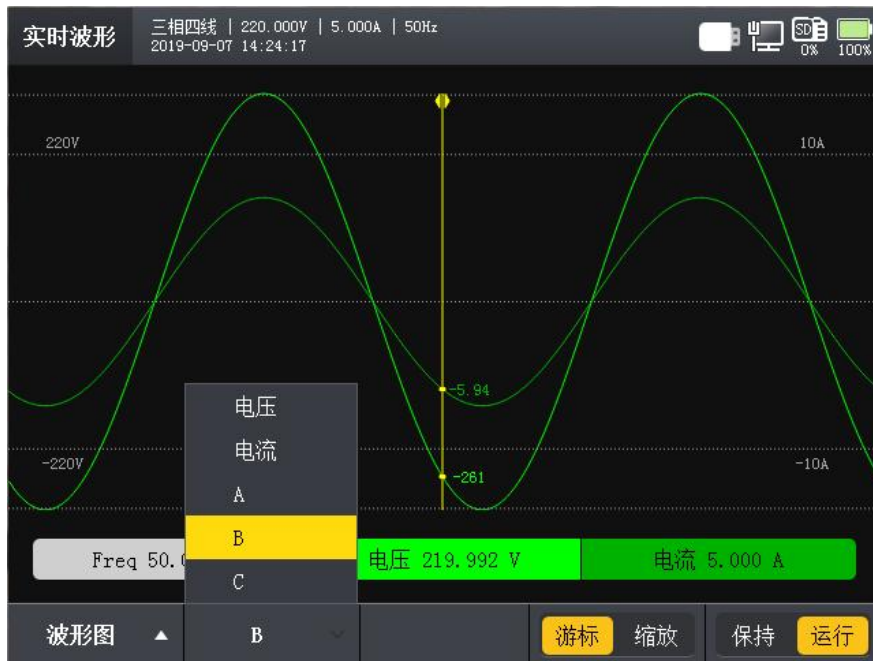 实时波形
三相四线 | 220.000V | 5.000A | 50Hz
2019-09-07 14:24:17
SD
0%
100%
220V
10A
-5.94
-220V
-261
-10A
电压
电流
A
B
C
Freq 50.
电压 219.992 V
电流 5.000 A
波形图
B
游标
缩放
保持
运行